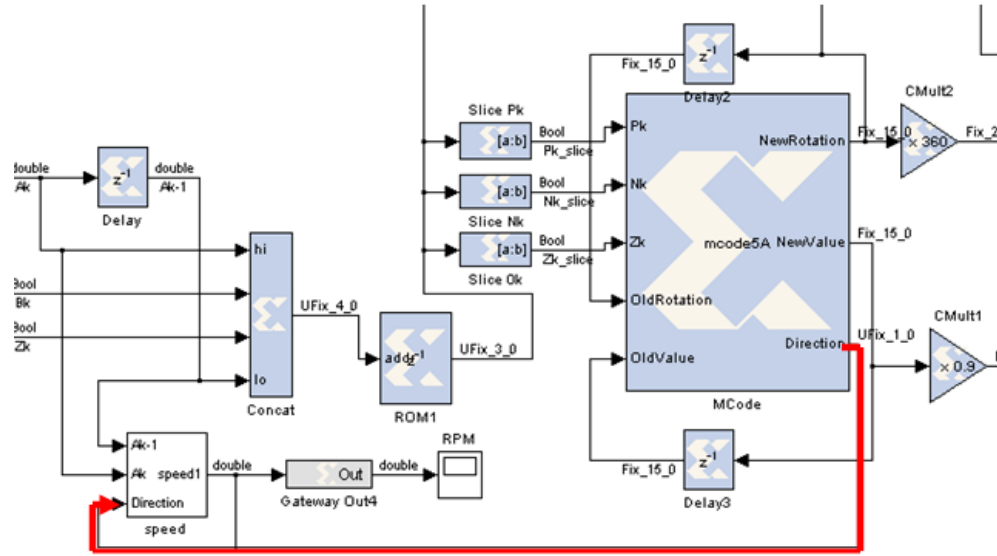 Fix_15_0
z⁻¹
Delay2
CMult2
Slice Pk
[a:b]
Bool
Pk_slice
Pk
NewRotation
Fix_15_0
x 360
Fix_2
double
Ak
z⁻¹
double
Ak-1
Delay
[a:b]
Bool
Nk_slice
Nk
Slice Nk
[a:b]
Bool
Zk_slice
Slice 0k
Zk
mcode5A
NewValue
Fix_15_0
hi
Bool
Bk
Bool
Zk
lo
Concat
UFix_4_0
addr
z⁻¹
ROM1
UFix_3_0
OldRotation
OldValue
Direction
UFix_1_0
MCode
CMult1
x 0.9
Ak-1
Ak
speed1
Direction
speed
double
Out
Gateway Out4
double
RPM
Fix_15_0
z⁻¹
Delay3